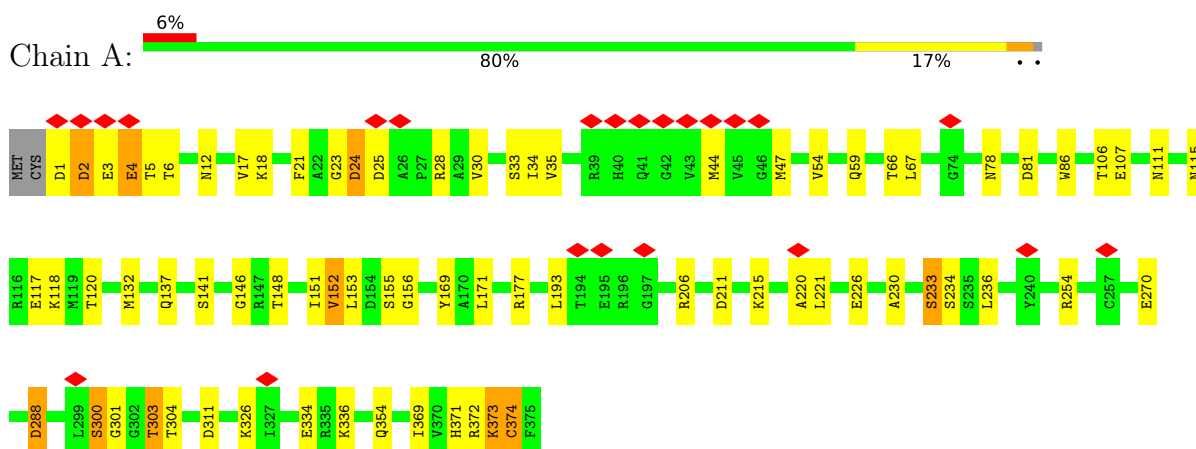 6%
Chain A:
80% 17% . .
MET CYS D1 D2 E3 E4 T5 T6 N12 V17 K18 F21 A22 G23 D24 D25 A26 P27 R28 A29 V30 S33 I34 V35 R39 H40 Q41 G42 V43 M44 V45 G46 M47 V54 Q59 T66 L67 G74 N78 D81 W86 T106 E107 N111 N115
R116 E117 K118 M119 T120 M132 Q137 S141 G146 R147 T148 I151 V152 L153 D154 S155 G156 Y169 A170 L171 R177 L193 T194 E195 R196 G197 R206 D211 K215 A220 L221 E226 A230 S233 S234 S235 L236 Y240 R254 C257 E270
D288 L299 S300 G301 G302 T303 T304 D311 K326 I327 E334 R335 K336 Q354 I369 V370 H371 R372 K373 C374 F375